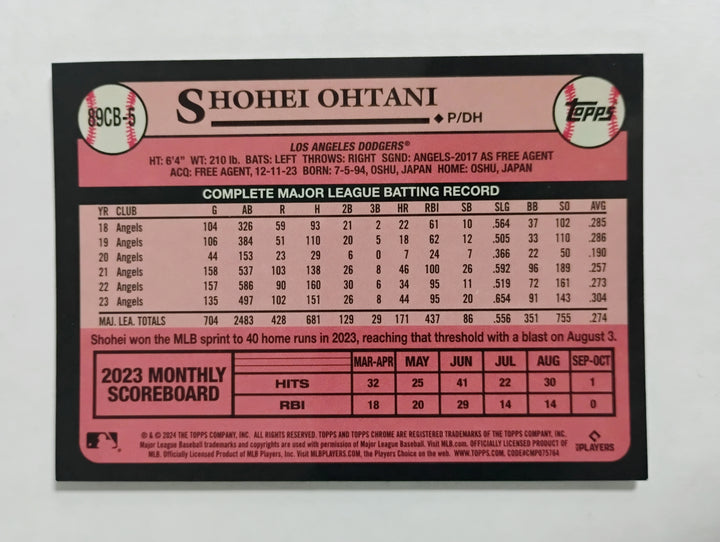 89CB-5
SHOHEI OHTANI
P/DH
topps
LOS ANGELES DODGERS®
HT: 6'4" WT: 210 lb. BATS: LEFT THROWS: RIGHT SGND: ANGELS-2017 AS FREE AGENT
ACQ: FREE AGENT, 12-11-23 BORN: 7-5-94, OSHU, JAPAN HOME: OSHU, JAPAN
COMPLETE MAJOR LEAGUE BATTING RECORD
YR CLUB G AB R H 2B 3B HR RBI SB SLG BB SO AVG
18 Angels 104 326 59 93 21 2 22 61 10 .564 37 102 .285
19 Angels 106 384 51 110 20 5 18 62 12 .505 33 110 .286
20 Angels 44 153 23 29 6 0 7 24 7 .366 22 50 .190
21 Angels 158 537 103 138 26 8 46 100 26 .592 96 189 .257
22 Angels 157 586 90 160 30 6 34 95 11 .519 72 161 .273
23 Angels 135 497 102 151 26 8 44 95 20 .654 91 143 .304
MAJ. LEA. TOTALS 704 2483 428 681 129 29 171 437 86 .556 351 755 .274
Shohei won the MLB sprint to 40 home runs in 2023, reaching that threshold with a blast on August 3.
2023 MONTHLY
SCOREBOARD
MAR-APR MAY JUN JUL AUG SEP-OCT
HITS 32 25 41 22 30 1
RBI 18 20 29 14 14 0
® & © 2024 THE TOPPS COMPANY, INC. ALL RIGHTS RESERVED. TOPPS AND TOPPS CHROME ARE REGISTERED TRADEMARKS OF THE TOPPS COMPANY, INC.
Major League Baseball trademarks and copyrights are used with permission of Major League Baseball. Visit MLB.com. OFFICIALLY LICENSED PRODUCT OF
MLB Players, Inc. Visit MLBPLAYERS.com, the Players Choice on the web. WWW.TOPPS.COM. CODE#CMP075764
PLAYERS